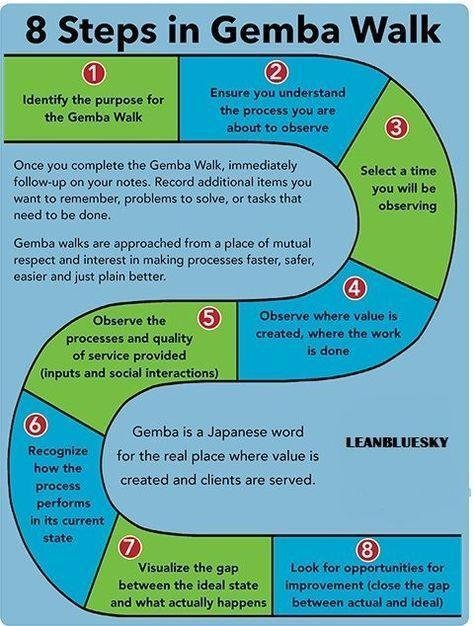 8 Steps in Gemba Walk
1
Identify the purpose for
the Gemba Walk
2
Ensure you understand
the process you are
about to observe
3
Select a time
you will be
observing
Once you complete the Gemba Walk, immediately
follow-up on your notes. Record additional items you
want to remember, problems to solve, or tasks that
need to be done.
Gemba walks are approached from a place of mutual
respect and interest in making processes faster, safer,
easier and just plain better.
4
Observe where value is
created, where the work
is done
5
Observe the
processes and quality
of service provided
(inputs and social interactions)
6
Recognize
how the
process
performs
in its current
state
Gemba is a Japanese word
for the real place where value is
created and clients are served.
LEANBLUESKY
7
Visualize the gap
between the ideal state
and what actually happens
8
Look for opportunities for
improvement (close the gap
between actual and ideal)